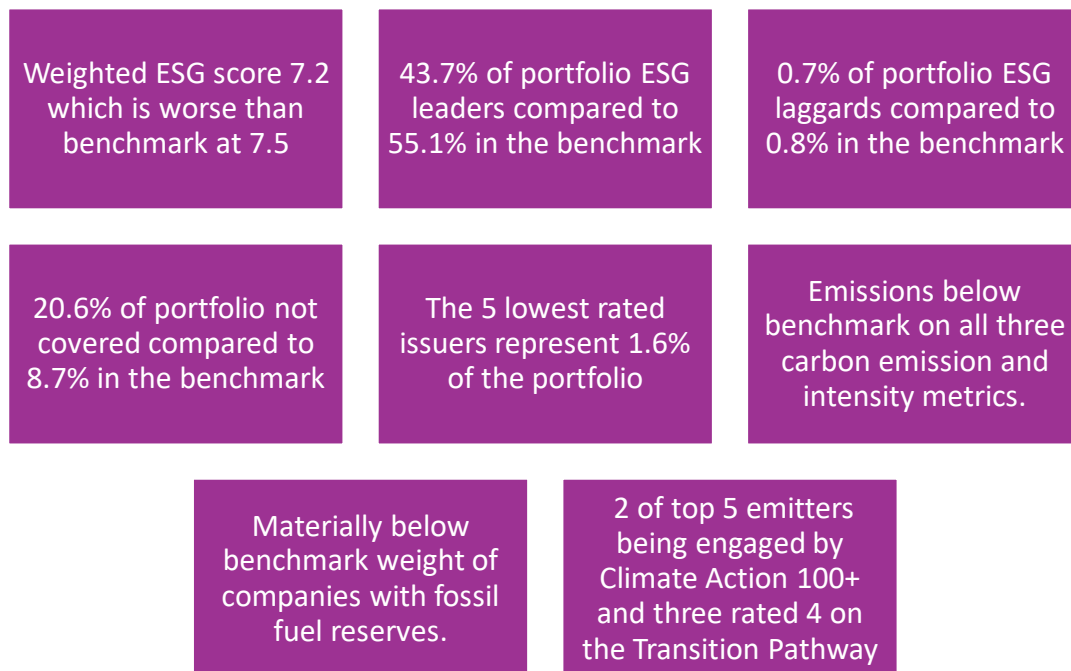 Weighted ESG score 7.2
which is worse than
benchmark at 7.5
43.7% of portfolio ESG
leaders compared to
55.1% in the benchmark
0.7% of portfolio ESG
laggards compared to
0.8% in the benchmark
20.6% of portfolio not
covered compared to
8.7% in the benchmark
The 5 lowest rated
issuers represent 1.6%
of the portfolio
Emissions below
benchmark on all three
carbon emission and
intensity metrics.
Materially below
benchmark weight of
companies with fossil
fuel reserves.
2 of top 5 emitters
being engaged by
Climate Action 100+
and three rated 4 on
the Transition Pathway